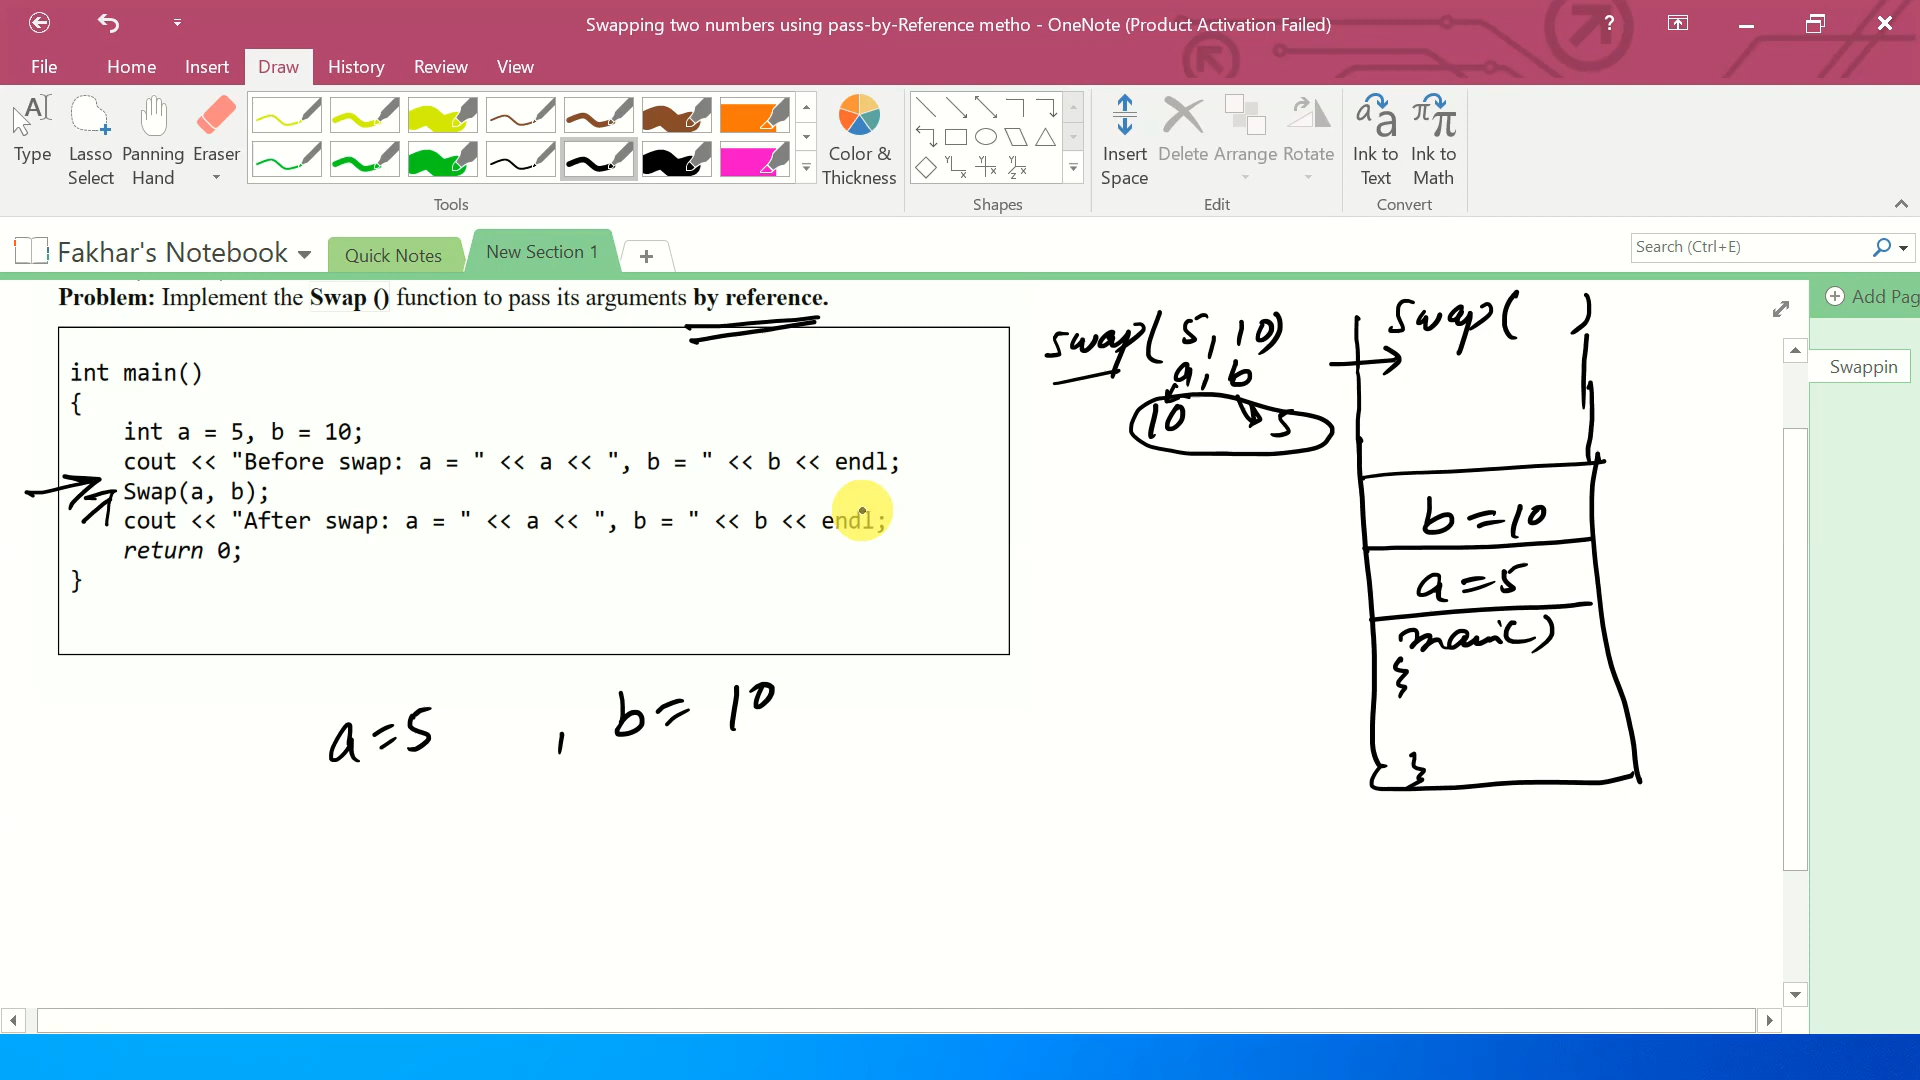 Swapping two numbers using pass-by-Reference metho - OneNote (Product Activation Failed)
?
File Home Insert Draw History Review View
Type
Lasso Select
Panning Hand
Eraser
Color & Thickness
Insert Space
Delete
Arrange
Rotate
Ink to Text
Ink to Math
Tools
Shapes
Edit
Convert
Fakhar's Notebook
Quick Notes
New Section 1
+
Search (Ctrl+E)
Add Pag
Swappin
Problem: Implement the Swap () function to pass its arguments by reference.
int main()
{
int a = 5, b = 10;
cout << "Before swap: a = " << a << ", b = " << b << endl;
Swap(a, b);
cout << "After swap: a = " << a << ", b = " << b << endl;
return 0;
}
a=5 , b= 10
swap( 5, 10)
a, b
10 5
swap( )
b=10
a=5
main()
{
}